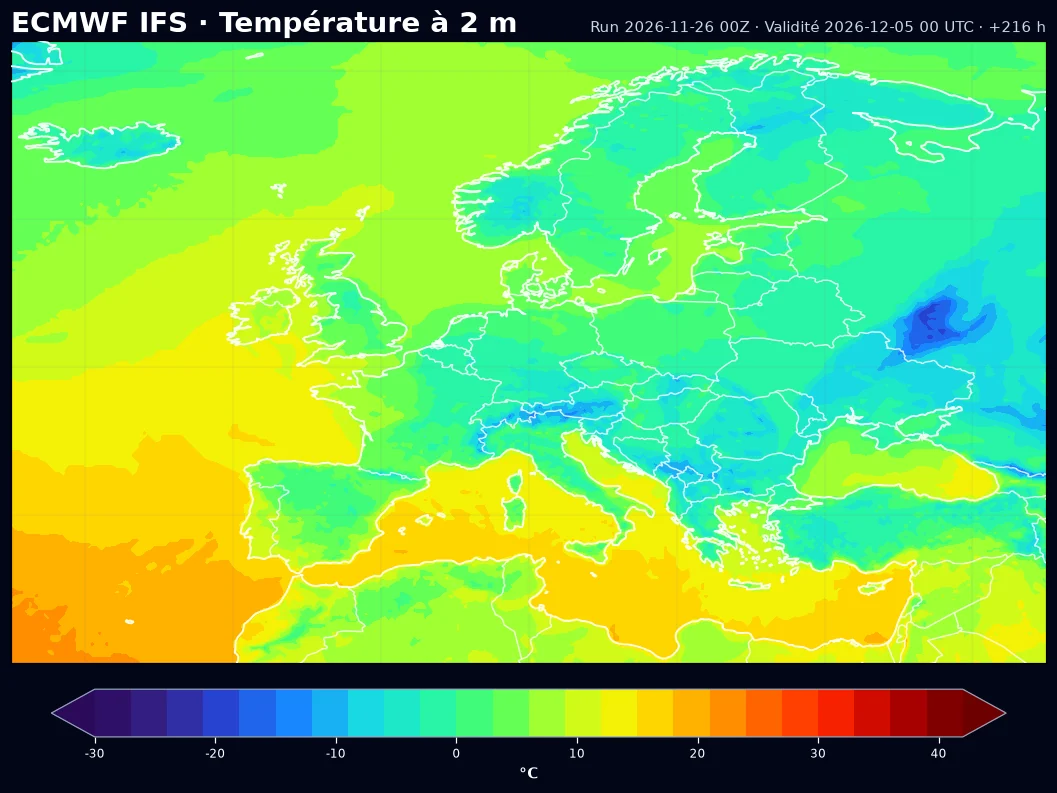 ECMWF IFS · Température à 2 m
Run 2026-11-26 00Z · Validité 2026-12-05 00 UTC · +216 h
-30 -20 -10 0 10 20 30 40
°C